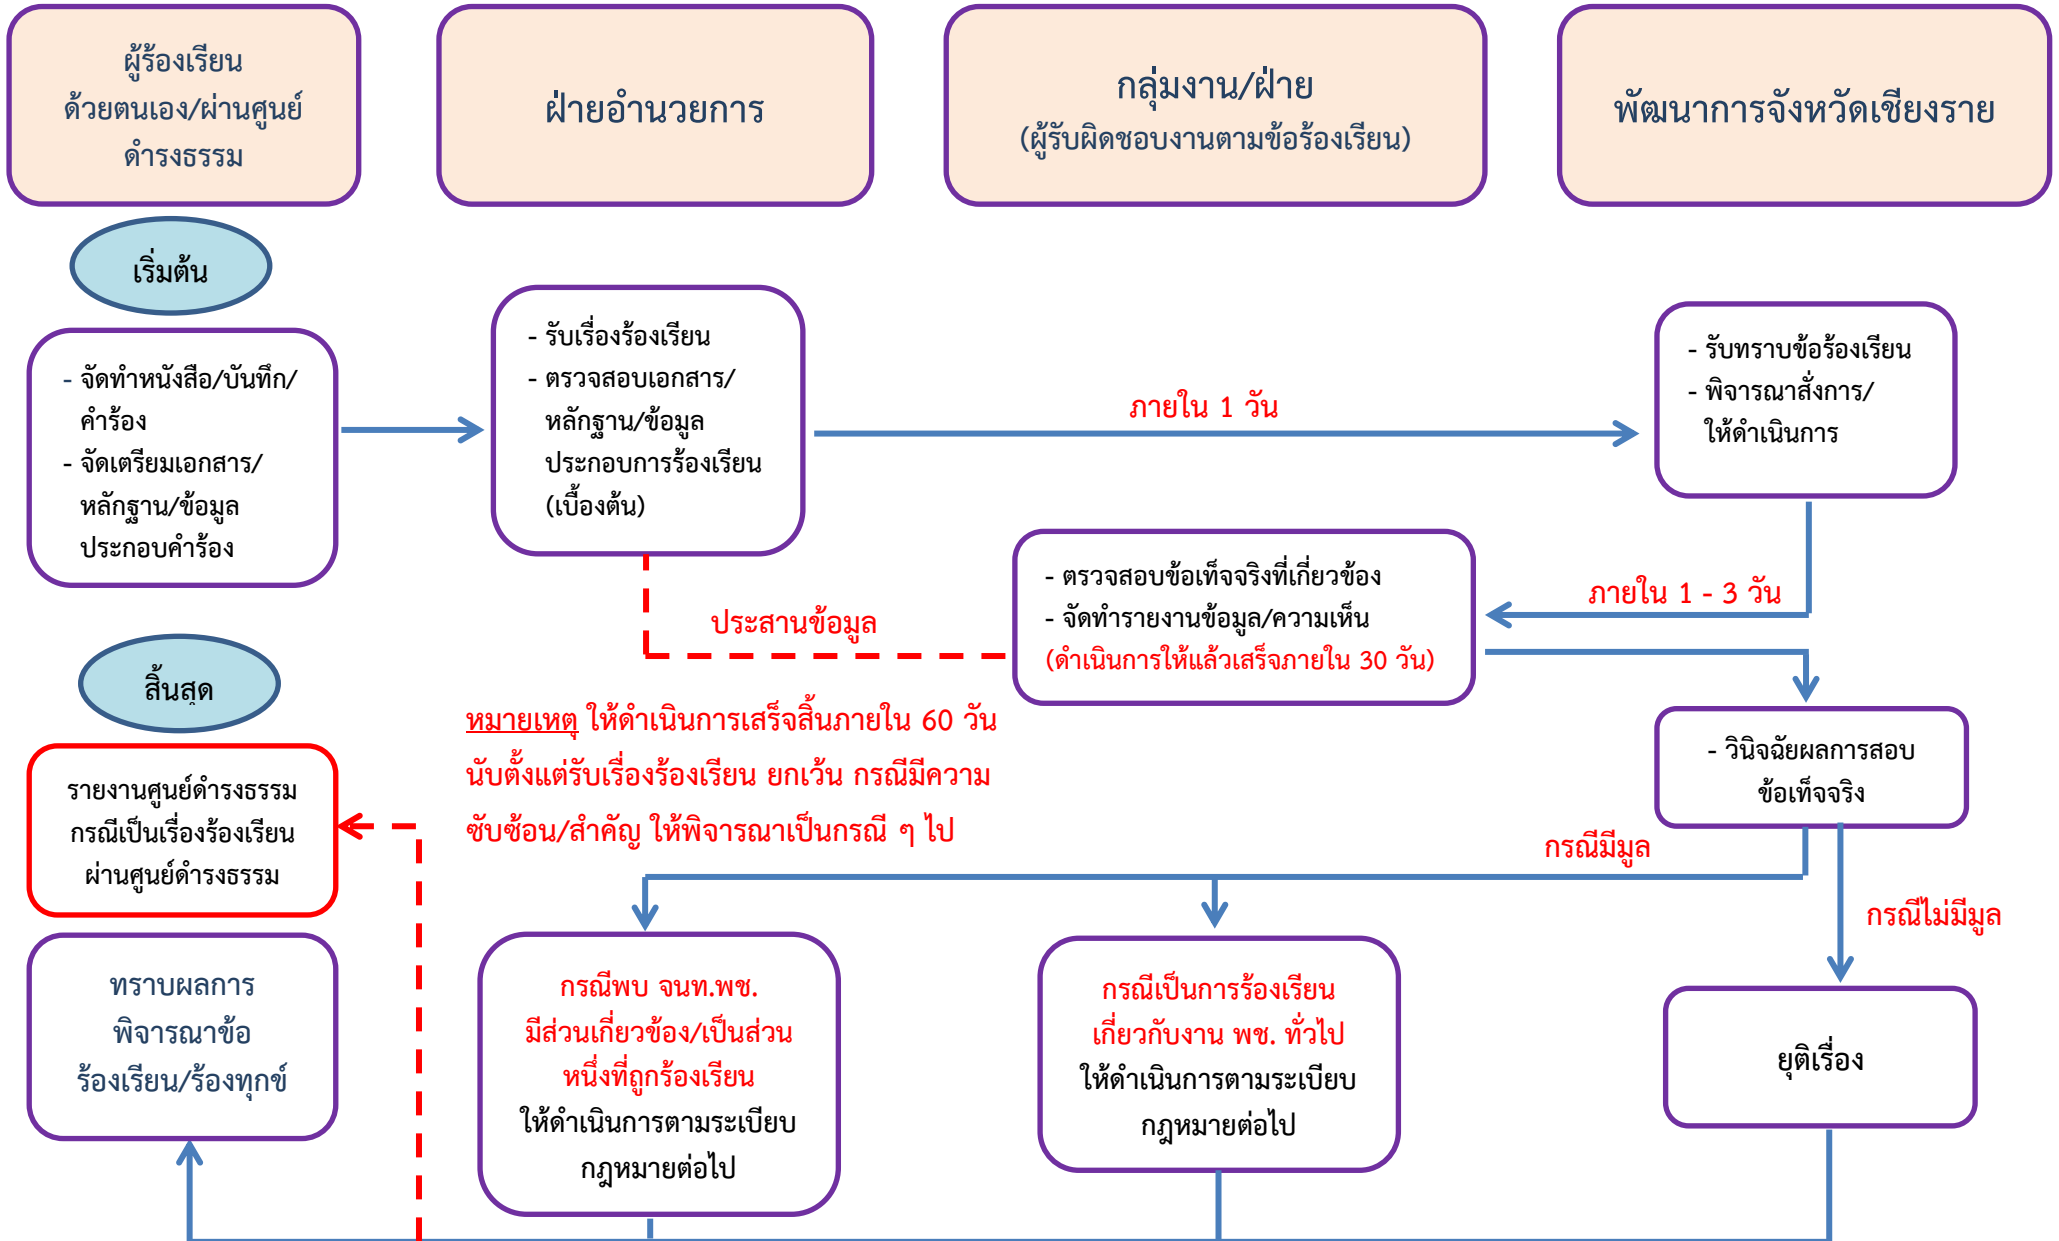 ผู้ร้องเรียน
ด้วยตนเอง/ผ่านศูนย์
ดำรงธรรม
ฝ่ายอำนวยการ
กลุ่มงาน/ฝ่าย
(ผู้รับผิดชอบงานตามข้อร้องเรียน)
พัฒนาการจังหวัดเชียงราย
เริ่มต้น
- จัดทำหนังสือ/บันทึก/
คำร้อง
- จัดเตรียมเอกสาร/
หลักฐาน/ข้อมูล
ประกอบคำร้อง
- รับเรื่องร้องเรียน
- ตรวจสอบเอกสาร/
หลักฐาน/ข้อมูล
ประกอบการร้องเรียน
(เบื้องต้น)
ภายใน 1 วัน
- รับทราบข้อร้องเรียน
- พิจารณาสั่งการ/
ให้ดำเนินการ
ภายใน 1 - 3 วัน
- ตรวจสอบข้อเท็จจริงที่เกี่ยวข้อง
- จัดทำรายงานข้อมูล/ความเห็น
(ดำเนินการให้แล้วเสร็จภายใน 30 วัน)
ประสานข้อมูล
สิ้นสุด
หมายเหตุ ให้ดำเนินการเสร็จสิ้นภายใน 60 วัน
นับตั้งแต่รับเรื่องร้องเรียน ยกเว้น กรณีมีความ
ซับซ้อน/สำคัญ ให้พิจารณาเป็นกรณี ๆ ไป
- วินิจฉัยผลการสอบ
ข้อเท็จจริง
รายงานศูนย์ดำรงธรรม
กรณีเป็นเรื่องร้องเรียน
ผ่านศูนย์ดำรงธรรม
กรณีมีมูล
กรณีไม่มีมูล
ทราบผลการ
พิจารณาข้อ
ร้องเรียน/ร้องทุกข์
กรณีพบ จนท.พช.
มีส่วนเกี่ยวข้อง/เป็นส่วน
หนึ่งที่ถูกร้องเรียน
ให้ดำเนินการตามระเบียบ
กฎหมายต่อไป
กรณีเป็นการร้องเรียน
เกี่ยวกับงาน พช. ทั่วไป
ให้ดำเนินการตามระเบียบ
กฎหมายต่อไป
ยุติเรื่อง